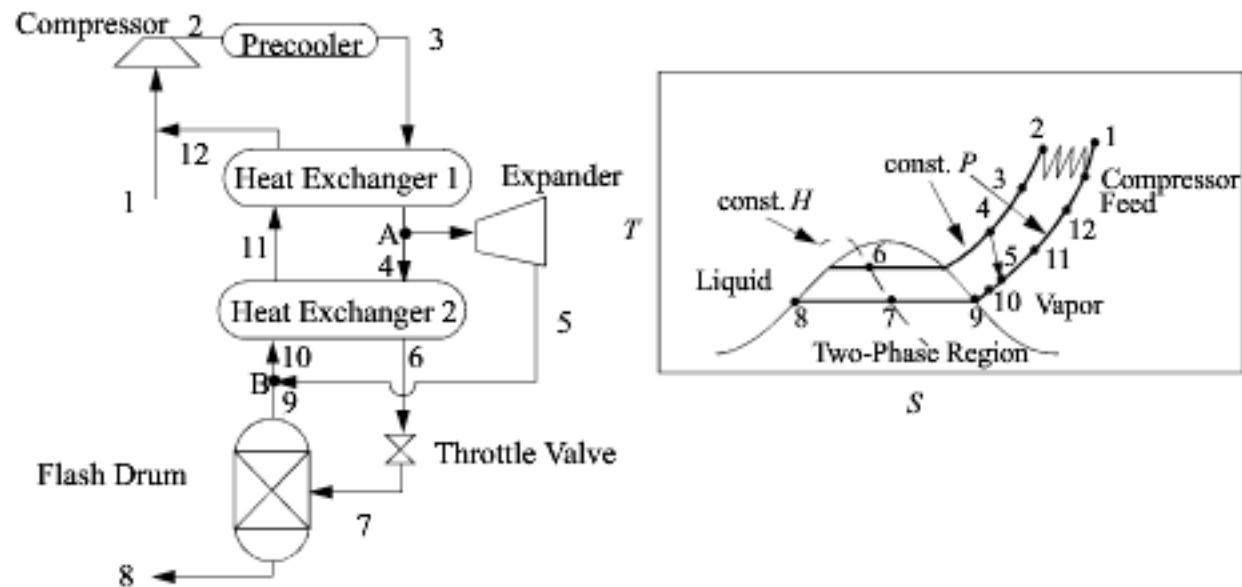 Compressor
2
Precooler
3
12
Heat Exchanger 1
Expander
1
11
A
4
Heat Exchanger 2
5
10
6
B
9
Flash Drum
Throttle Valve
7
8
T
2
1
const. P
3
Compressor
Feed
const. H
4
12
6
5
11
Liquid
10
Vapor
8
7
9
Two-Phase Region
S